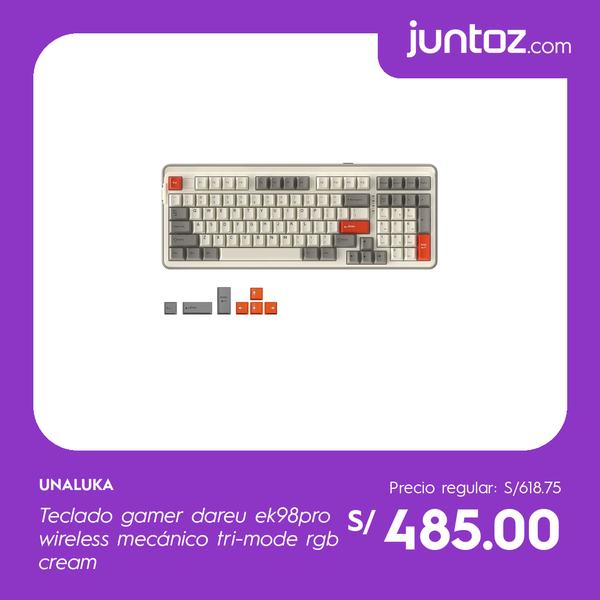 juntoz.com
UNALUKA
Teclado gamer dareu ek98pro
wireless mecánico tri-mode rgb
cream
Precio regular: S/618.75
S/ 485.00